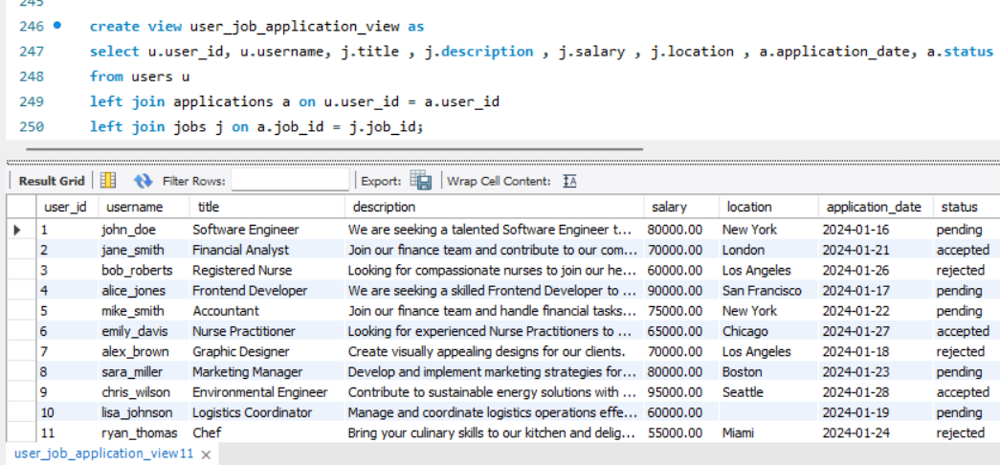 245
246 create view user_job_application_view as
247 select u.user_id, u.username, j.title , j.description , j.salary , j.location , a.application_date, a.status
248 from users u
249 left join applications a on u.user_id = a.user_id
250 left join jobs j on a.job_id = j.job_id;
Result Grid Filter Rows: Export: Wrap Cell Content: IA
user_id username title description salary location application_date status
1 john_doe Software Engineer We are seeking a talented Software Engineer t... 80000.00 New York 2024-01-16 pending
2 jane_smith Financial Analyst Join our finance team and contribute to our com... 70000.00 London 2024-01-21 accepted
3 bob_roberts Registered Nurse Looking for compassionate nurses to join our he... 60000.00 Los Angeles 2024-01-26 rejected
4 alice_jones Frontend Developer We are seeking a skilled Frontend Developer to ... 90000.00 San Francisco 2024-01-17 pending
5 mike_smith Accountant Join our finance team and handle financial tasks... 75000.00 New York 2024-01-22 pending
6 emily_davis Nurse Practitioner Looking for experienced Nurse Practitioners to ... 65000.00 Chicago 2024-01-27 accepted
7 alex_brown Graphic Designer Create visually appealing designs for our clients. 70000.00 Los Angeles 2024-01-18 rejected
8 sara_miller Marketing Manager Develop and implement marketing strategies for... 80000.00 Boston 2024-01-23 pending
9 chris_wilson Environmental Engineer Contribute to sustainable energy solutions with ... 95000.00 Seattle 2024-01-28 accepted
10 lisa_johnson Logistics Coordinator Manage and coordinate logistics operations effe... 60000.00 2024-01-19 pending
11 ryan_thomas Chef Bring your culinary skills to our kitchen and delig... 55000.00 Miami 2024-01-24 rejected
user_job_application_view11